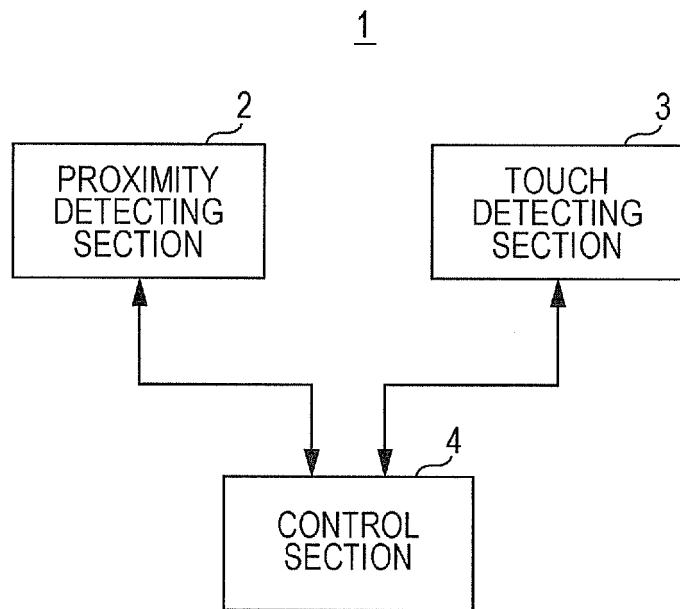 1
2
3
PROXIMITY
DETECTING
SECTION
TOUCH
DETECTING
SECTION
4
CONTROL
SECTION